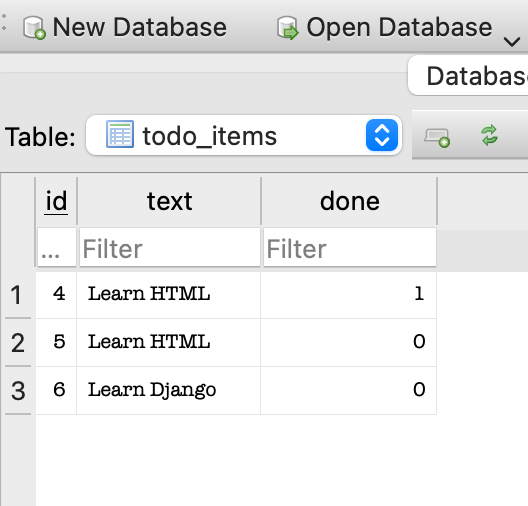 New Database Open Database
Databas
Table: todo_items
id text done
... Filter Filter
1 4 Learn HTML 1
2 5 Learn HTML 0
3 6 Learn Django 0